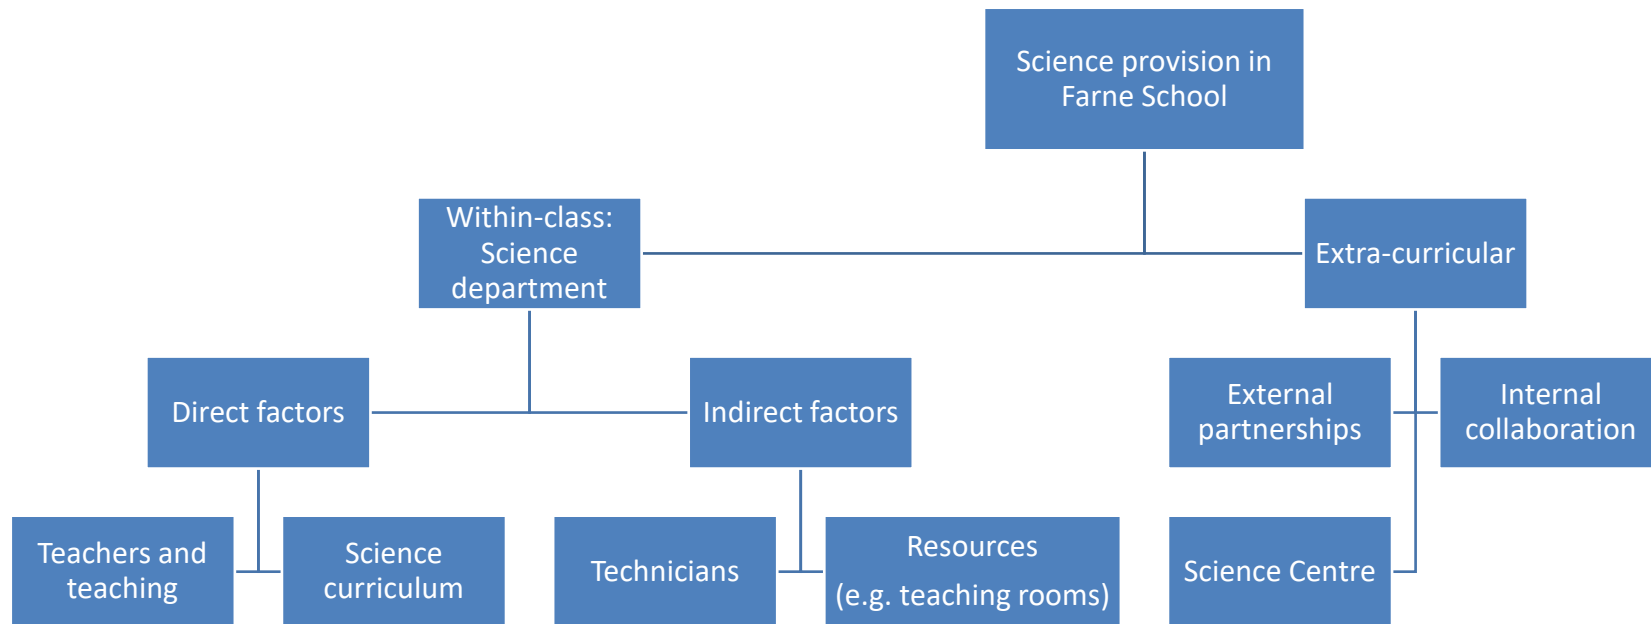 Science provision in
Farne School
Within-class:
Science
department
Extra-curricular
Direct factors
Indirect factors
External
partnerships
Internal
collaboration
Teachers and
teaching
Science
curriculum
Technicians
Resources
(e.g. teaching rooms)
Science Centre